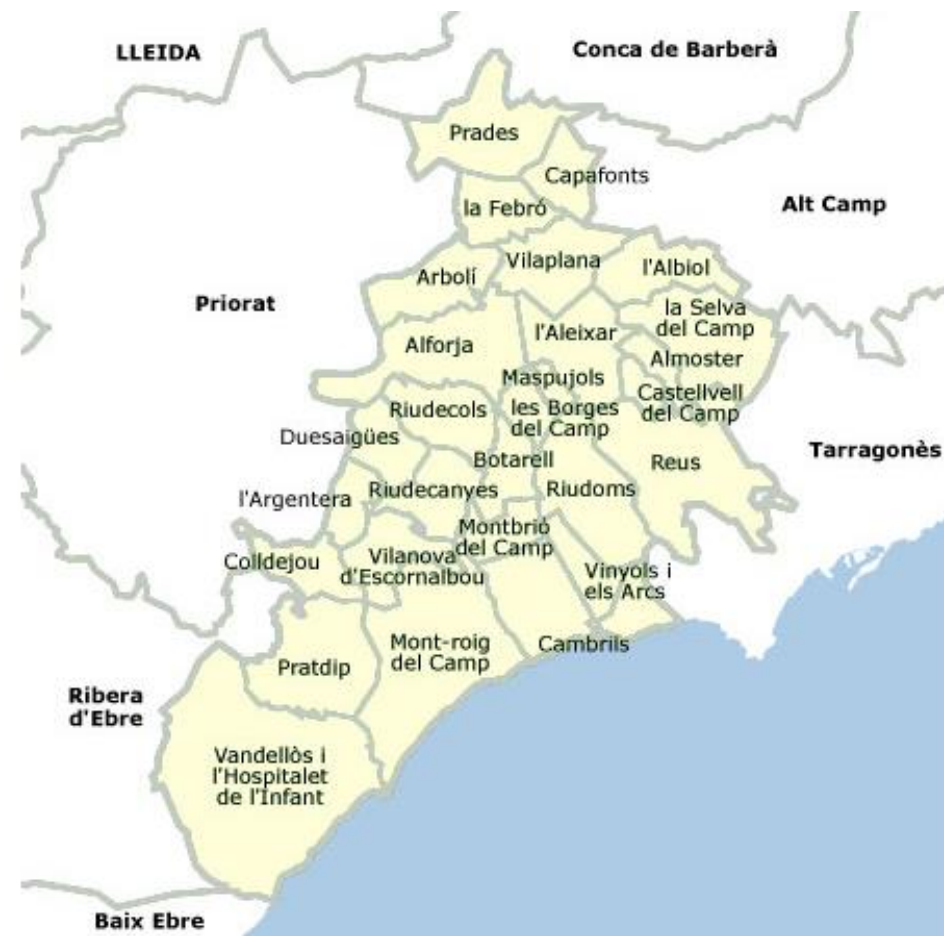 LLEIDA
Conca de Barberà
Prades
Capafonts
Alt Camp
la Febró
Vilaplana
l'Albiol
Arbolí
Priorat
la Selva
del Camp
l'Aleixar
Alforja
Almoster
Maspujols
Castellvell
del Camp
Riudecols
les Borges
del Camp
Duesaigües
Tarragonès
Botarell
Reus
Riudecanyes
Riudoms
l'Argentera
Montbrió
del Camp
Colldejou
Vilanova
d'Escornalbou
Vinyols i
els Arcs
Mont-roig
del Camp
Cambrils
Pratdip
Ribera
d'Ebre
Vandellòs i
l'Hospitalet
de l'Infant
Baix Ebre